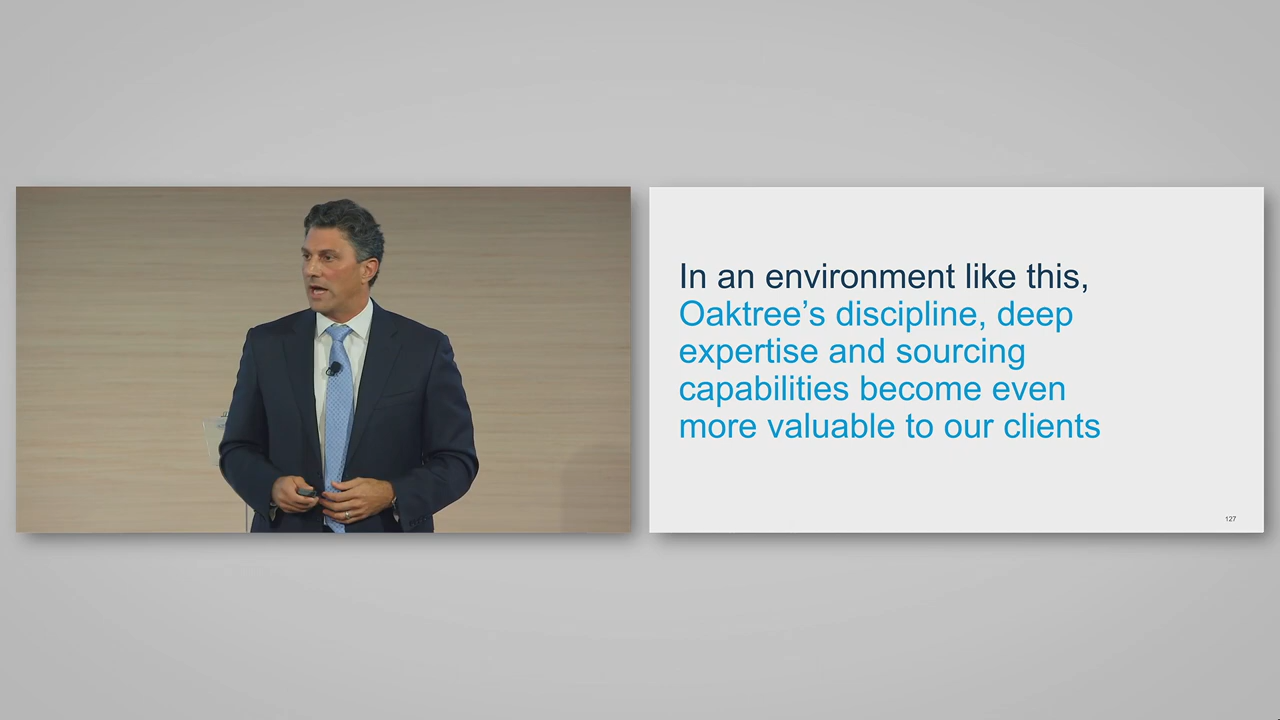 In an environment like this,
Oaktree’s discipline, deep
expertise and sourcing
capabilities become even
more valuable to our clients
127